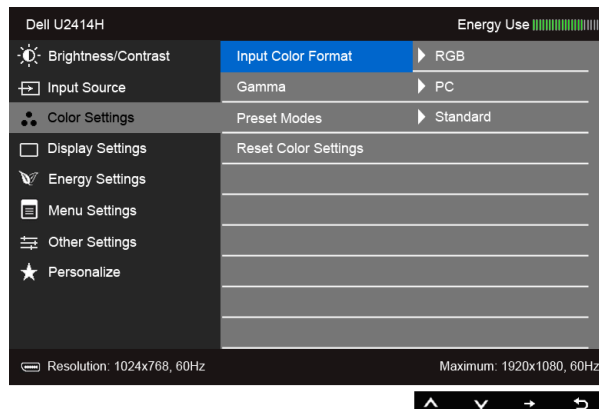 Dell U2414H Energy Use
Brightness/Contrast Input Color Format RGB
Input Source Gamma PC
Color Settings Preset Modes Standard
Display Settings Reset Color Settings
Energy Settings
Menu Settings
Other Settings
Personalize
Resolution: 1024x768, 60Hz Maximum: 1920x1080, 60Hz